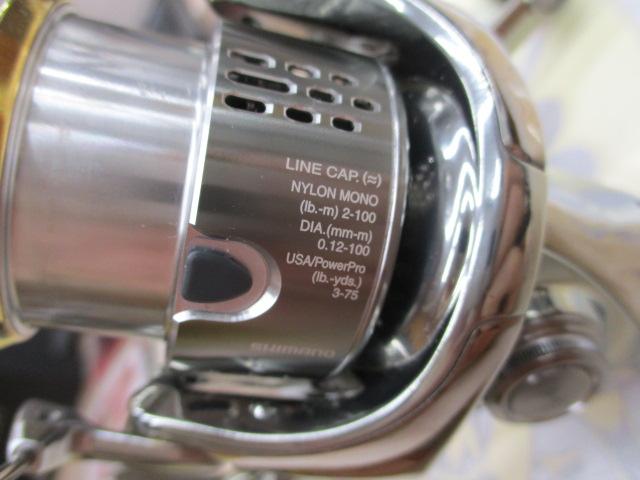 LINE CAP. (≈)
NYLON MONO
(lb.-m) 2-100
DIA.(mm-m)
0.12-100
USA/PowerPro
(lb.-yds.)
3-75
SHIMANO